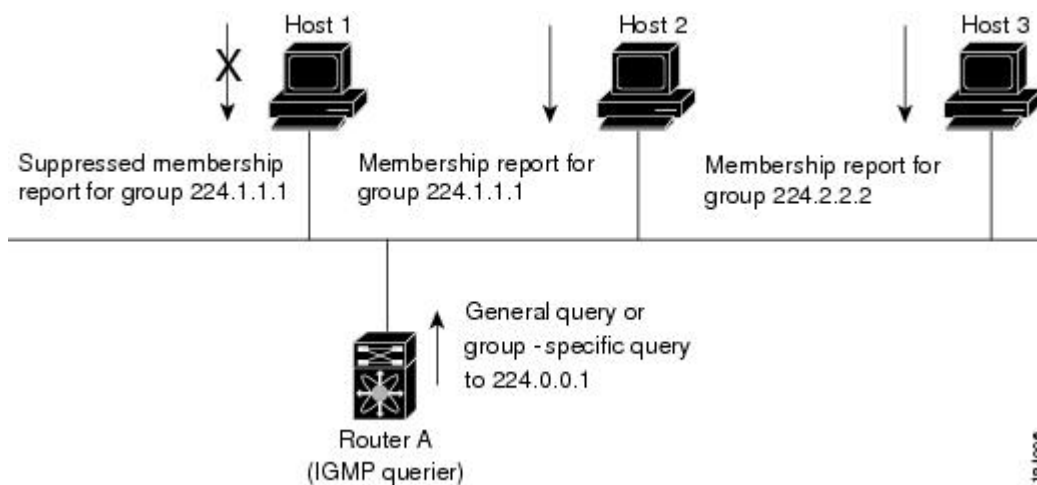 Host 1
Host 2
Host 3
X
Suppressed membership
report for group 224.1.1.1
Membership report for
group 224.1.1.1
Membership report for
group 224.2.2.2
General query or
group - specific query
to 224.0.0.1
Router A
(IGMP querier)